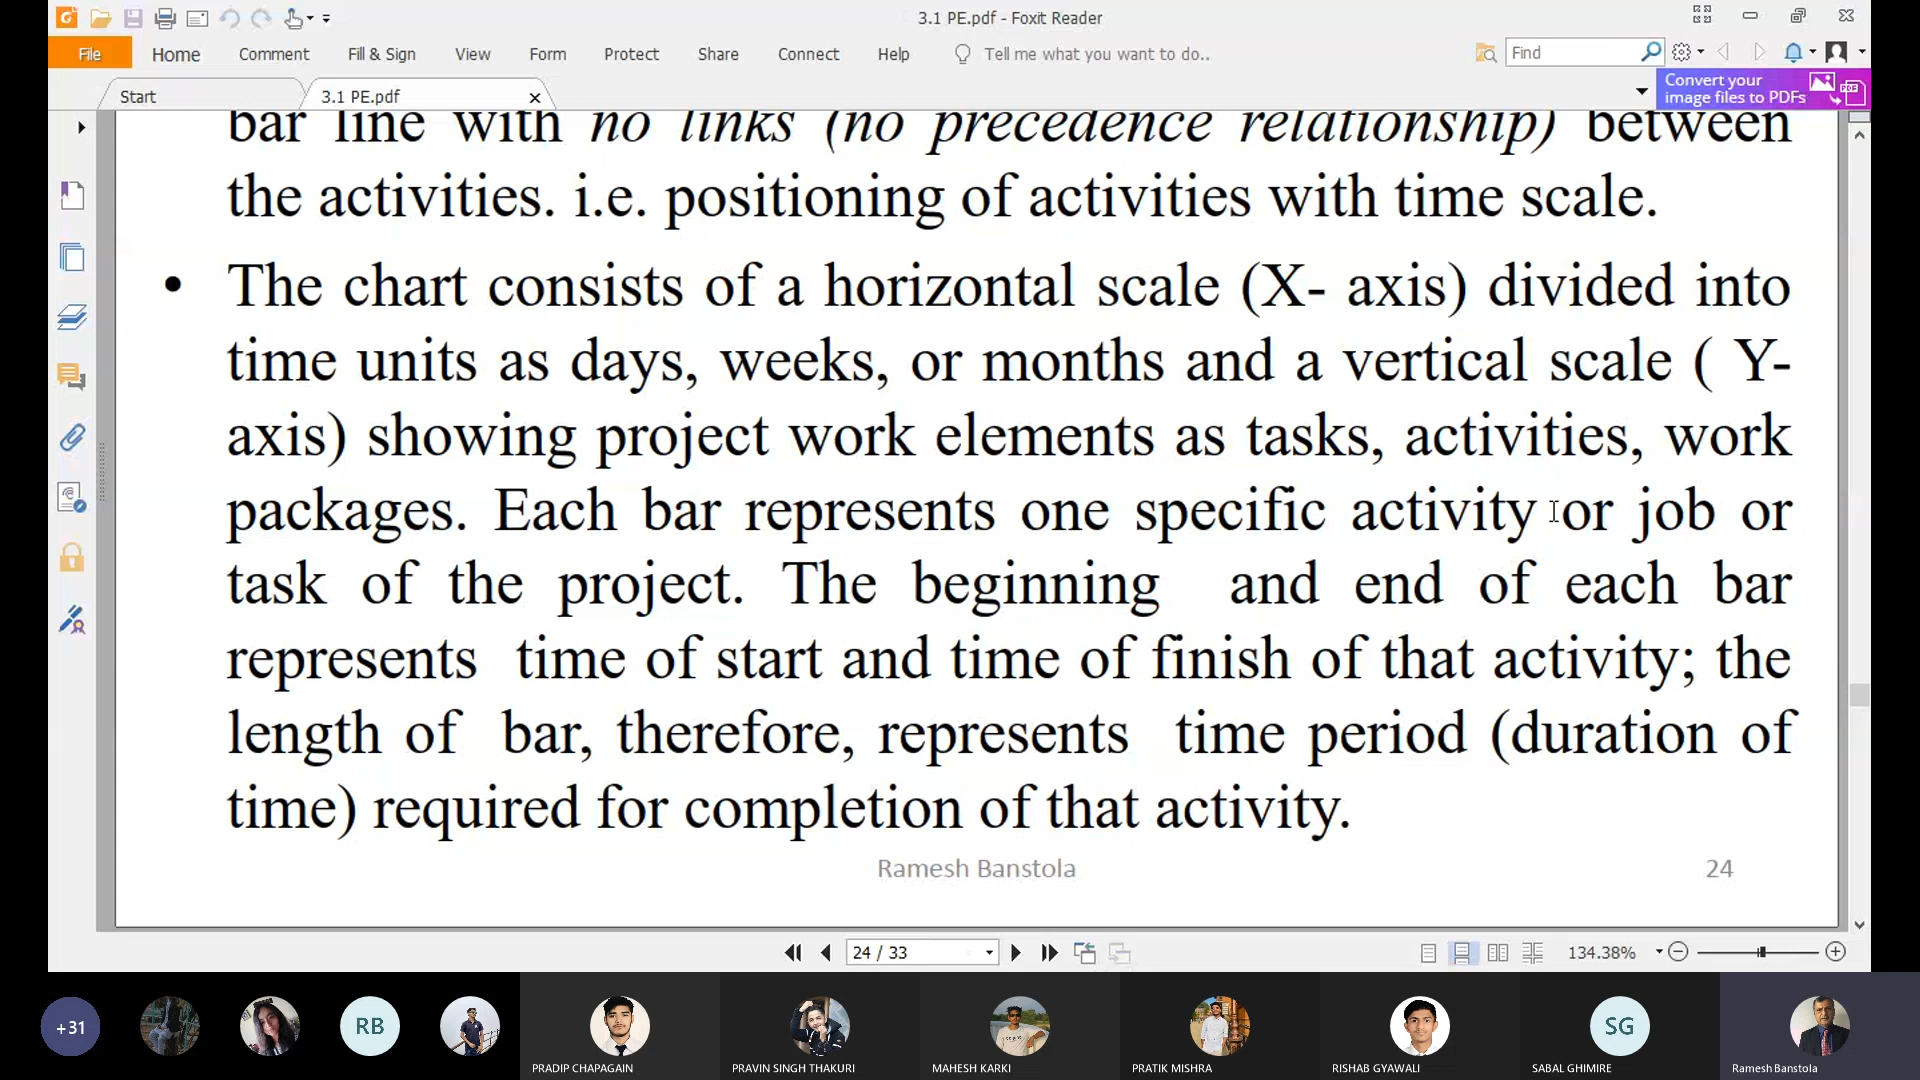 3.1 PE.pdf - Foxit Reader
File Home Comment Fill & Sign View Form Protect Share Connect Help Tell me what you want to do.. Find
Start 3.1 PE.pdf
Convert your
image files to PDFs
PDF
bar line with no links (no precedence relationship) between
the activities. i.e. positioning of activities with time scale.
• The chart consists of a horizontal scale (X- axis) divided into
time units as days, weeks, or months and a vertical scale ( Y-
axis) showing project work elements as tasks, activities, work
packages. Each bar represents one specific activity or job or
task of the project. The beginning and end of each bar
represents time of start and time of finish of that activity; the
length of bar, therefore, represents time period (duration of
time) required for completion of that activity.
Ramesh Banstola 24
24 / 33 134.38%
+31 RB SG
PRADIP CHAPAGAIN PRAVIN SINGH THAKURI MAHESH KARKI PRATIK MISHRA RISHAB GYAWALI SABAL GHIMIRE Ramesh Banstola